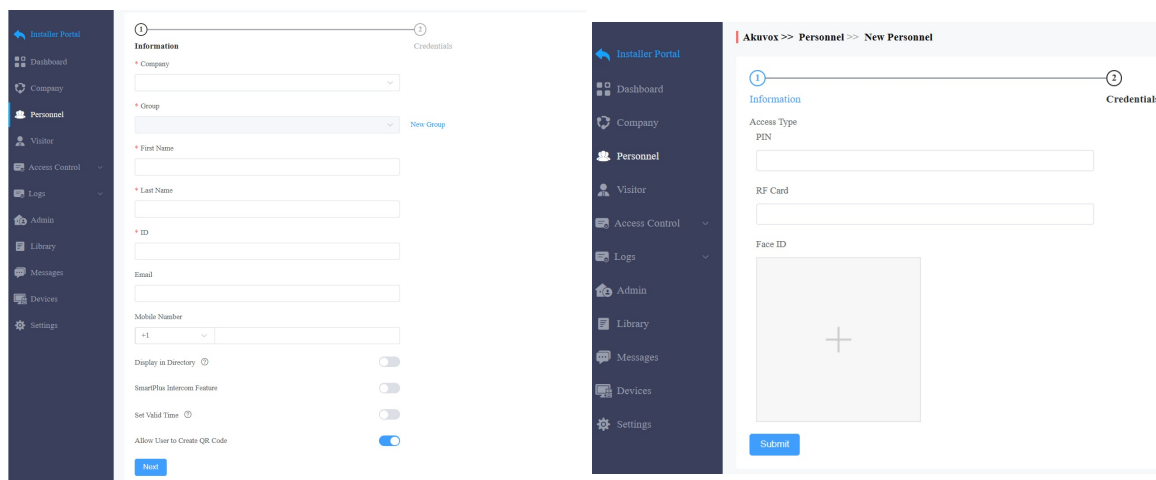 Installer Portal
Dashboard
Company
Personnel
Visitor
Access Control
Logs
Admin
Library
Messages
Devices
Settings
1
2
Information
Credentials
* Company
* Group
New Group
* First Name
* Last Name
* ID
Email
Mobile Number
+1
Display in Directory ?
SmartPlus Intercom Feature
Set Valid Time ?
Allow User to Create QR Code
Next
Installer Portal
Dashboard
Company
Personnel
Visitor
Access Control
Logs
Admin
Library
Messages
Devices
Settings
Akuvox >> Personnel >> New Personnel
1
2
Information
Credentials
Access Type
PIN
RF Card
Face ID
Submit